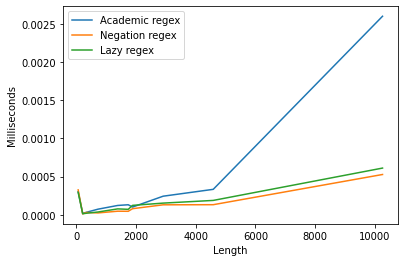 Academic regex
Negation regex
Lazy regex
0.0025
0.0020
0.0015
0.0010
0.0005
0.0000
Milliseconds
0 2000 4000 6000 8000 10000
Length